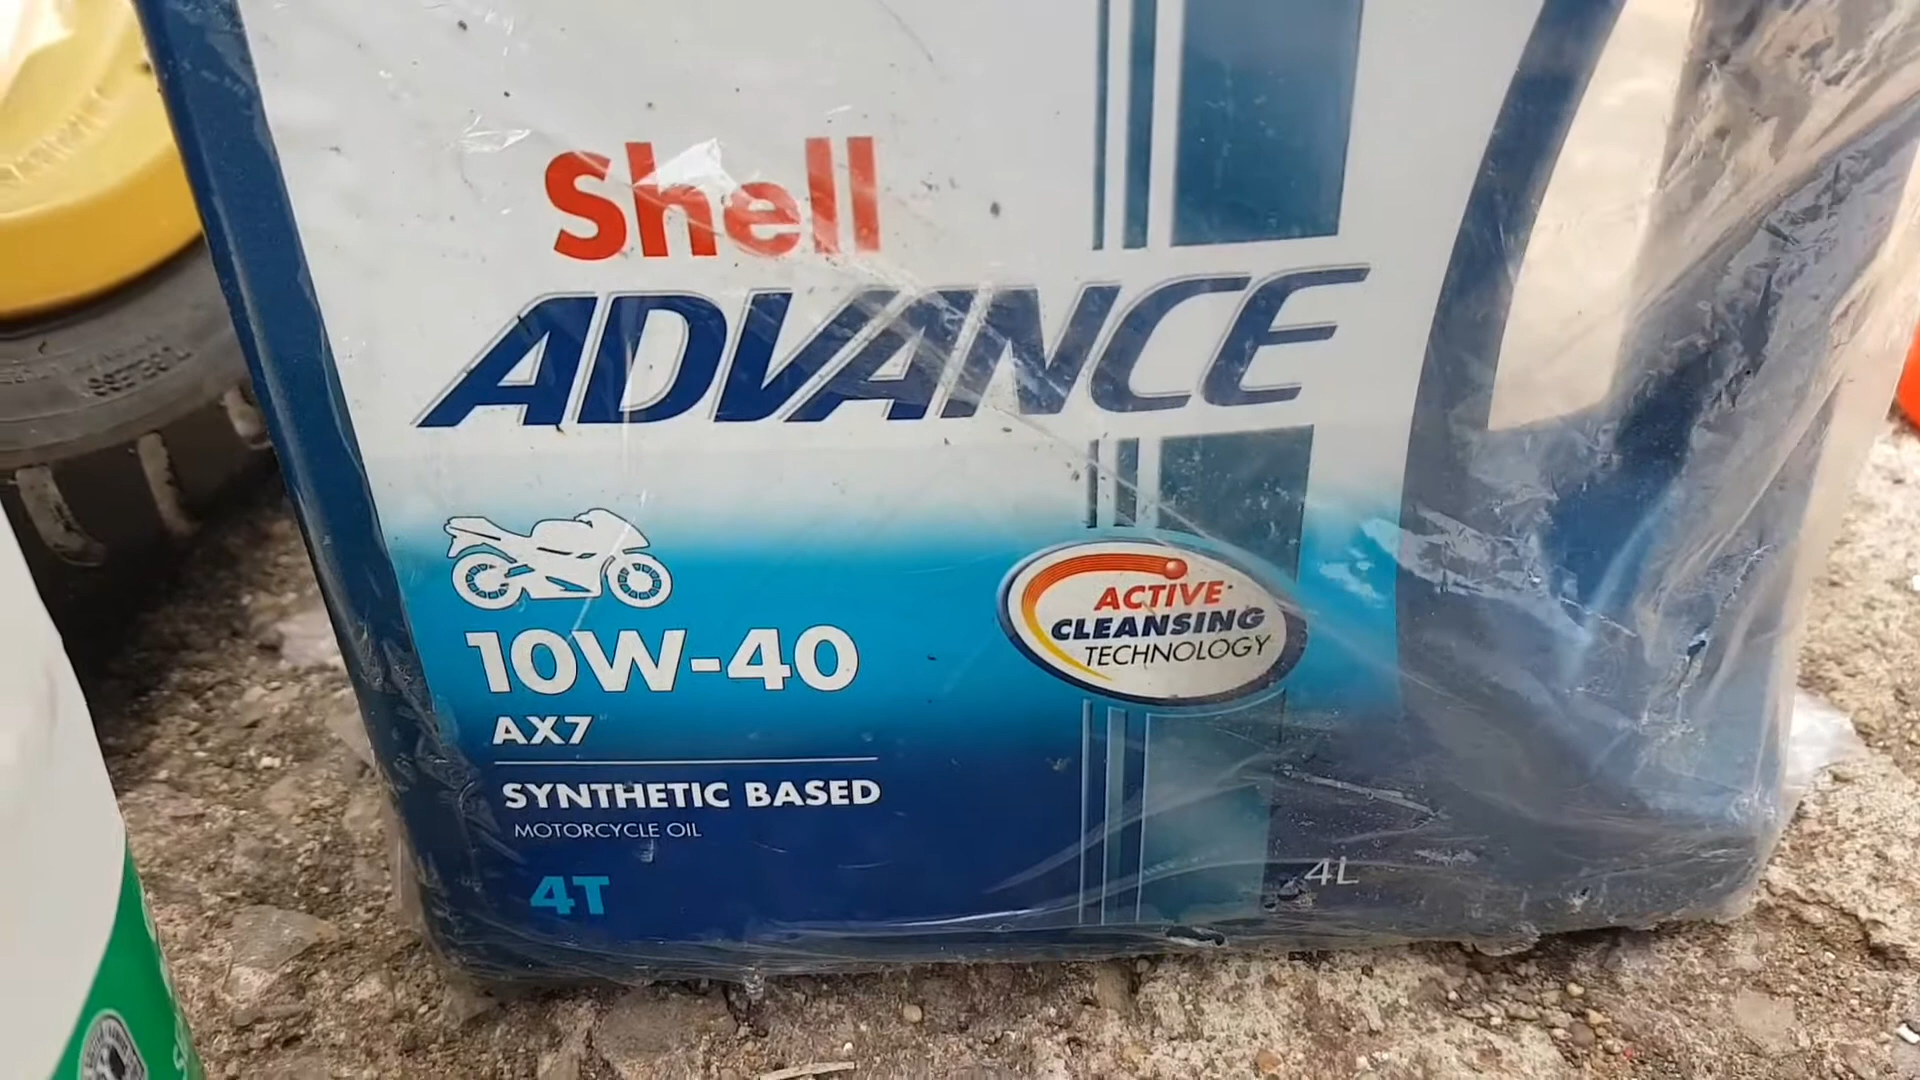 Shell
ADVANCE
ACTIVE
CLEANSING
TECHNOLOGY
10W-40
AX7
SYNTHETIC BASED
MOTORCYCLE OIL
4T
4L